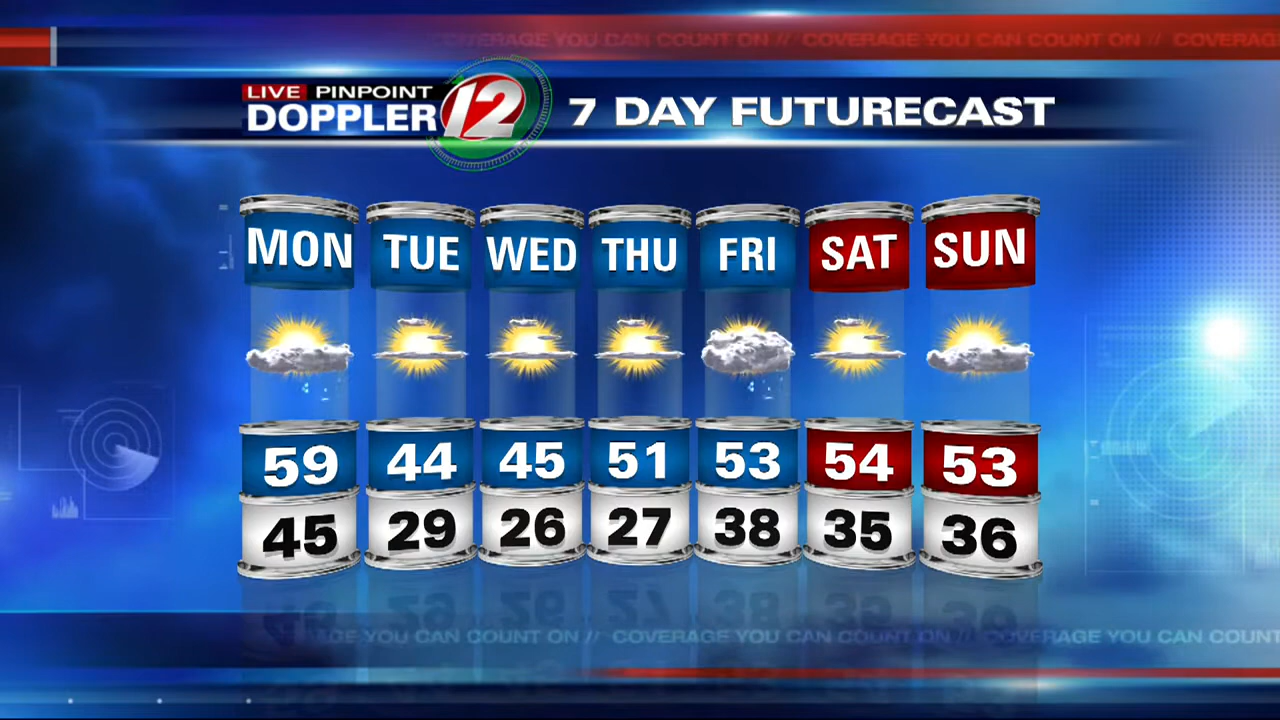 COVERAGE YOU CAN COUNT ON // COVERAGE YOU CAN COUNT ON // COVERAGE
LIVE PINPOINT
DOPPLER 12
7 DAY FUTURECAST
MON TUE WED THU FRI SAT SUN
59 44 45 51 53 54 53
45 29 26 27 38 35 36
COVERAGE YOU CAN COUNT ON // COVERAGE YOU CAN COUNT ON // COVERAGE YOU CAN COUNT